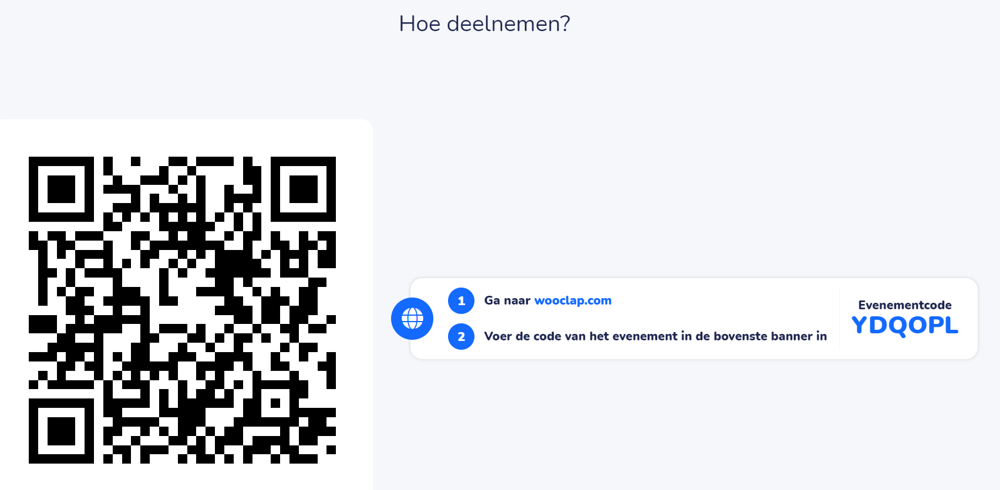 Hoe deelnemen?
1 Ga naar wooclap.com
2 Voer de code van het evenement in de bovenste banner in
Evenementcode
YDQOPL